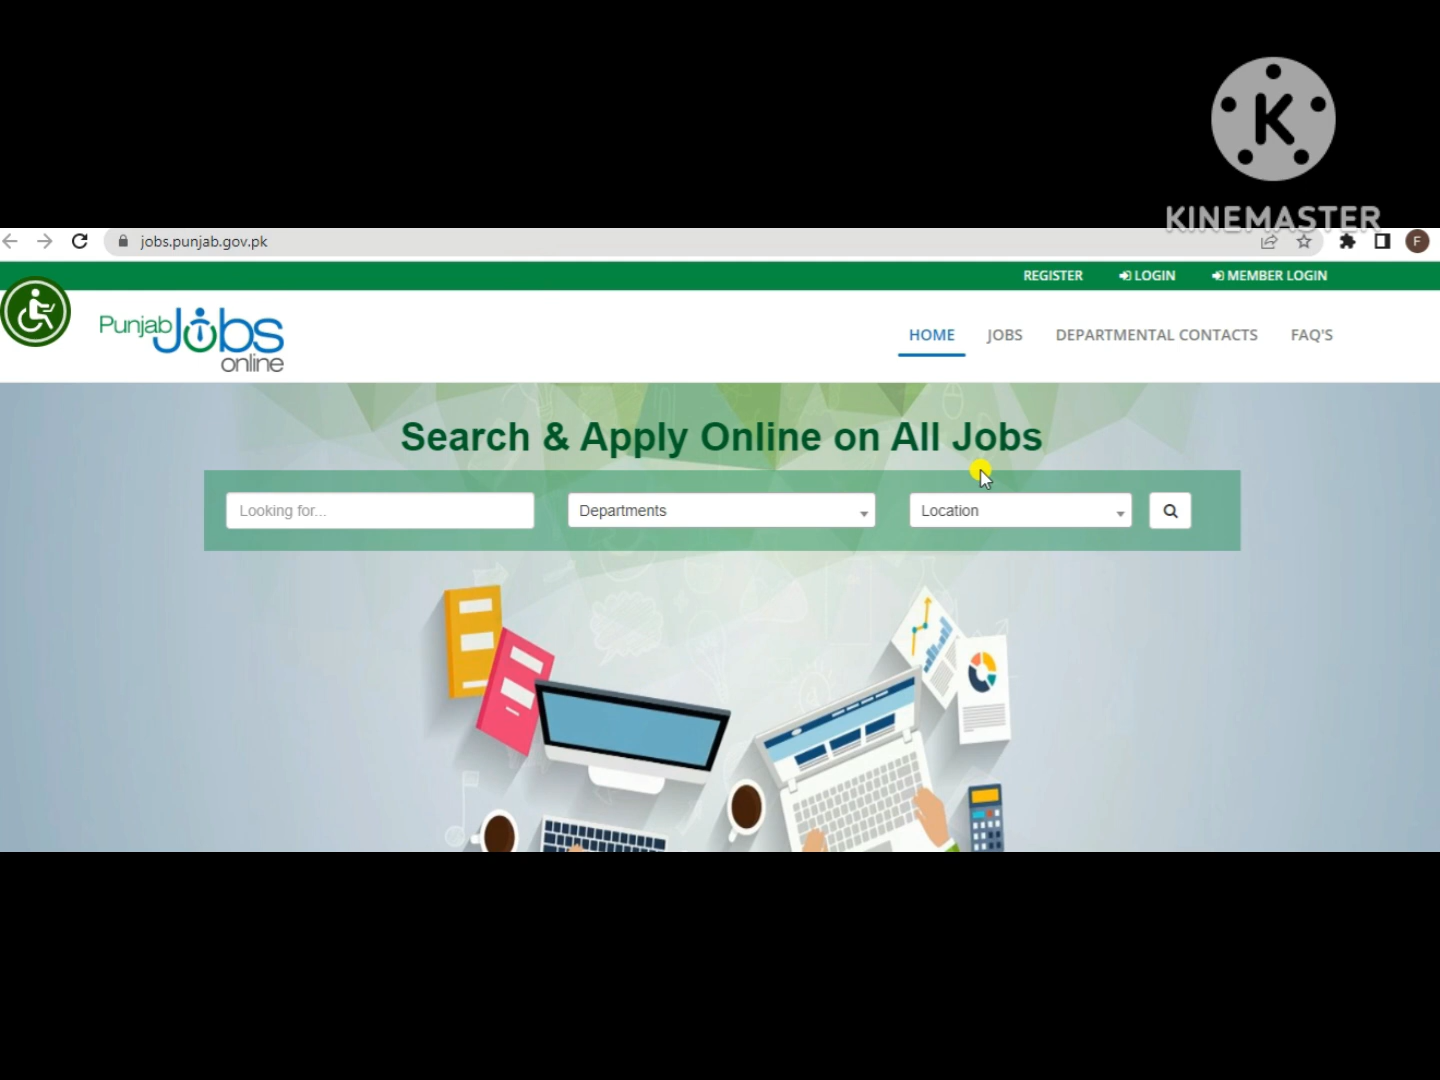 K
KINEMASTER
jobs.punjab.gov.pk
F
REGISTER LOGIN MEMBER LOGIN
Punjab Jobs online
HOME JOBS DEPARTMENTAL CONTACTS FAQ'S
Search & Apply Online on All Jobs
Looking for... Departments Location